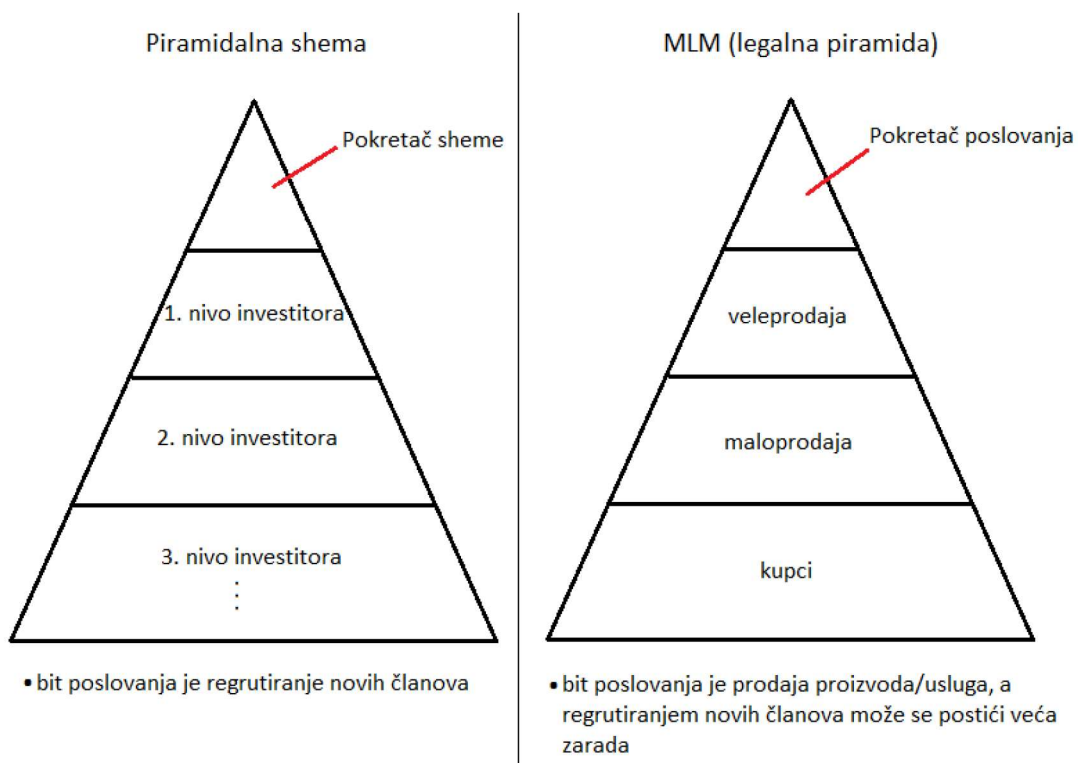 Piramidalna shema
Pokretač sheme
1. nivo investitora
2. nivo investitora
3. nivo investitora
⋮
• bit poslovanja je regrutiranje novih članova
MLM (legalna piramida)
Pokretač poslovanja
veleprodaja
maloprodaja
kupci
• bit poslovanja je prodaja proizvoda/usluga, a
regrutiranjem novih članova može se postići veća
zarada